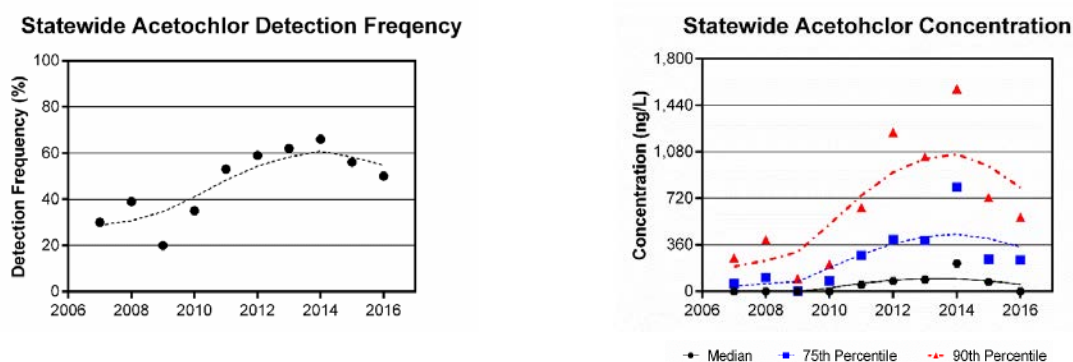 Statewide Acetochlor Detection Freqency
Detection Frequency (%)
100
80
60
40
20
0
2006 2008 2010 2012 2014 2016
Statewide Acetohclor Concentration
Concentration (ng/L)
1,800
1,440
1,080
720
360
0
2006 2008 2010 2012 2014 2016
Median 75th Percentile 90th Percentile